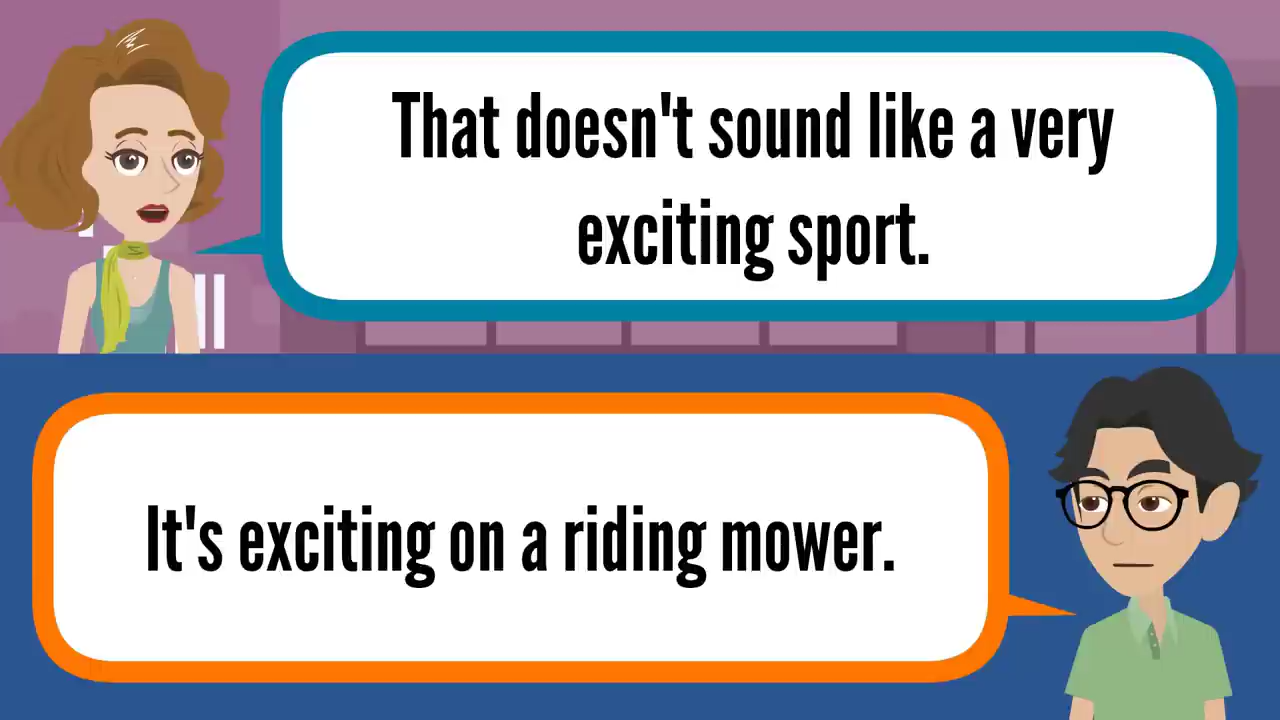 That doesn't sound like a very
exciting sport.
It's exciting on a riding mower.